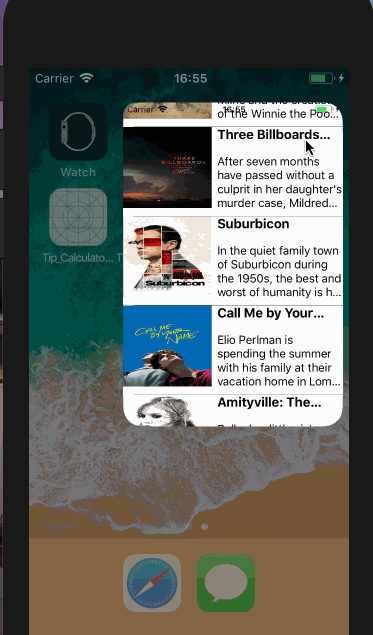 Carrier 16:55
Carrier 16:55
of the Winnie the Poo...
Three Billboards...
After seven months
have passed without a
culprit in her daughter's
murder case, Mildred...
THREE
BILLBOARDS
Suburbicon
In the quiet family town
of Suburbicon during
the 1950s, the best and
worst of humanity is h...
Suburbicon
Call Me by Your...
Elio Perlman is
spending the summer
with his family at their
vacation home in Lom...
CALL ME
BY YOUR
NAME
Amityville: The...
Watch
Tip_Calculato...